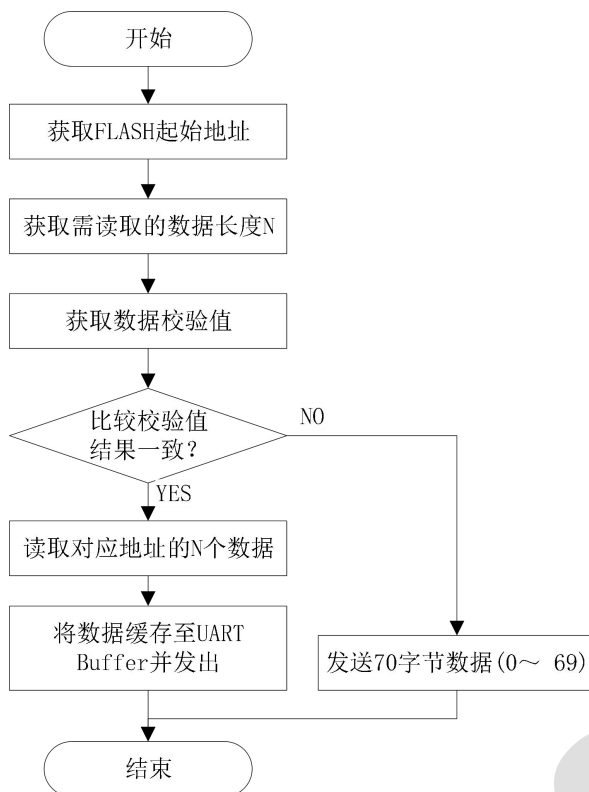 开始
获取FLASH起始地址
获取需读取的数据长度N
获取数据校验值
比较校验值
结果一致？
NO
YES
读取对应地址的N个数据
将数据缓存至UART
Buffer并发出
发送70字节数据(0～ 69)
结束